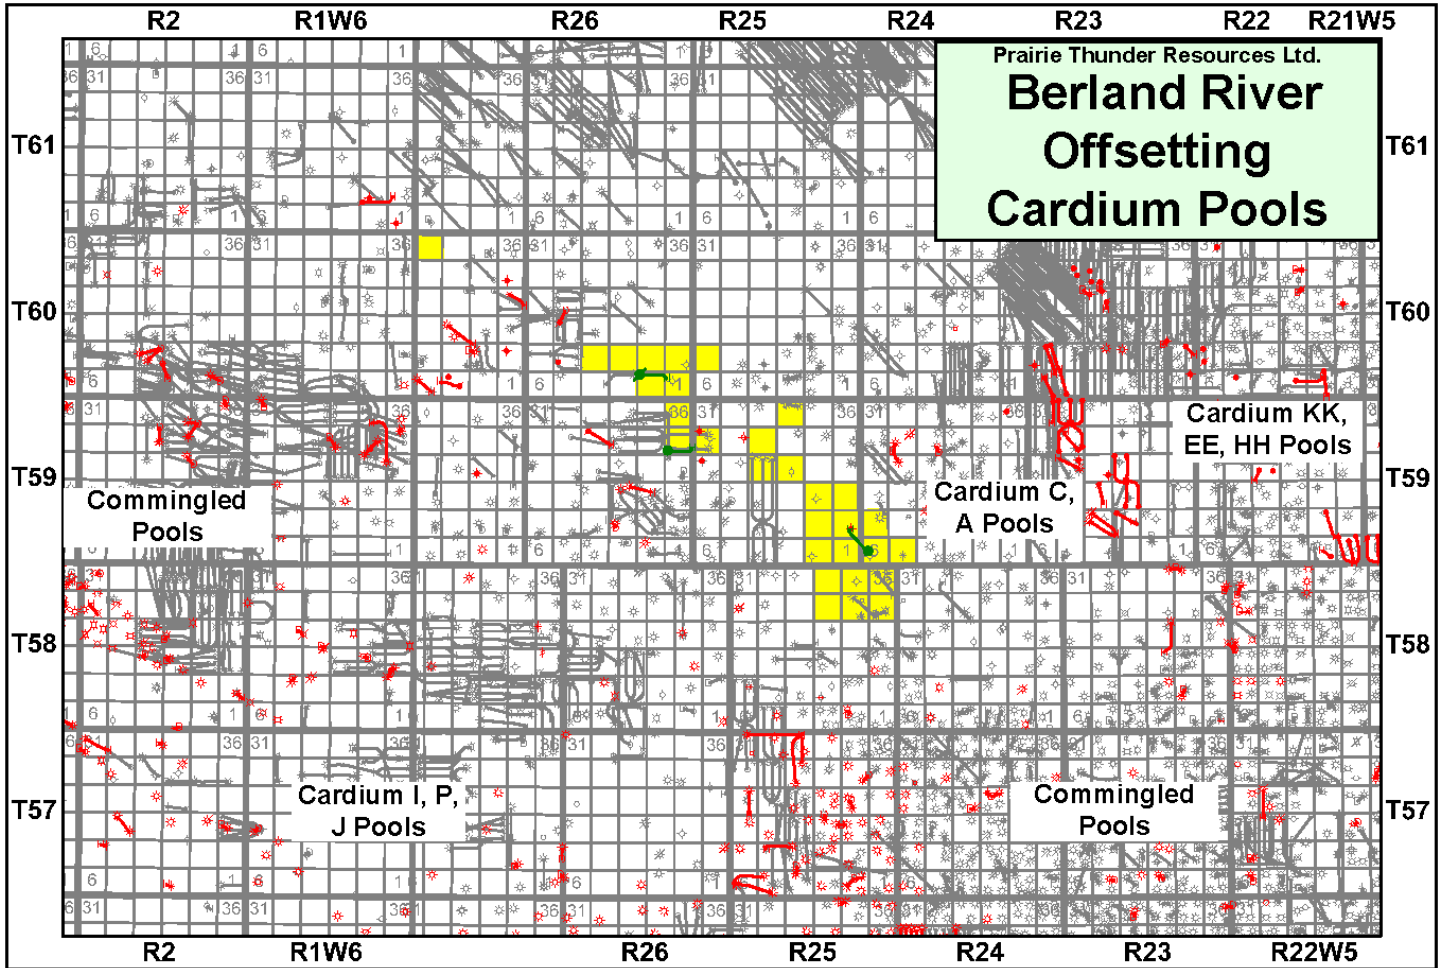 R2 R1W6 R26 R25 R24 R23 R22 R21W5
Prairie Thunder Resources Ltd.
Berland River
Offsetting
Cardium Pools
T61 T61
T60 T60
Cardium KK,
EE, HH Pools
T59 T59
Commingled
Pools
Cardium C,
A Pools
T58 T58
Cardium I, P,
J Pools
Commingled
Pools
T57 T57
R2 R1W6 R26 R25 R24 R23 R22W5